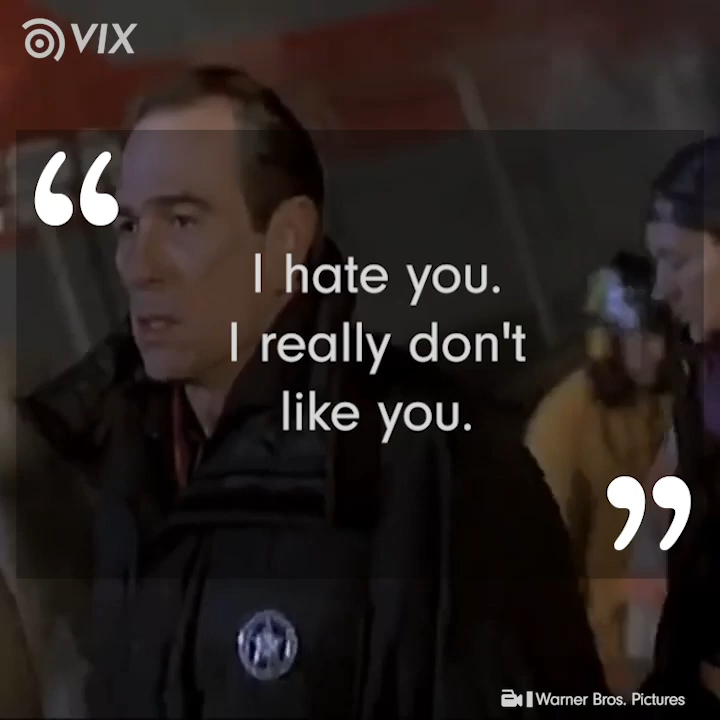 VIX
“
I hate you.
I really don't
like you.
”
Warner Bros. Pictures